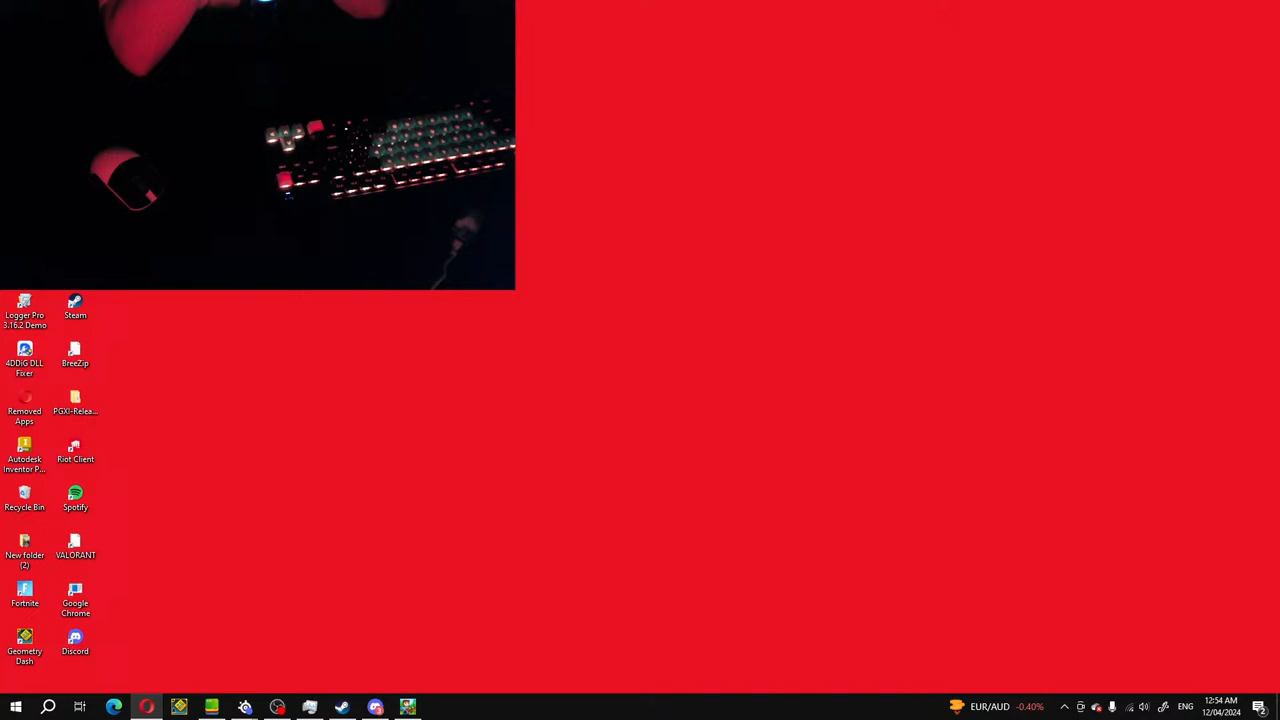 Logger Pro
3.16.2 Demo
Steam
4DDiG DLL
Fixer
BreeZip
Removed
Apps
PGXI-Relea...
Autodesk
Inventor P...
Riot Client
Recycle Bin
Spotify
New folder
(2)
VALORANT
Fortnite
Google
Chrome
Geometry
Dash
Discord
EUR/AUD -0.40%
ENG
12:54 AM
12/04/2024
2